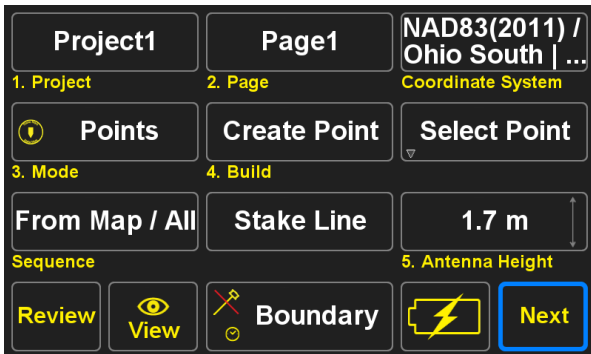 Project1
Page1
NAD83(2011) /
Ohio South | ...
1. Project
2. Page
Coordinate System
Points
Create Point
Select Point
3. Mode
4. Build
From Map / All
Stake Line
1.7 m
Sequence
5. Antenna Height
Review
View
Boundary
Next